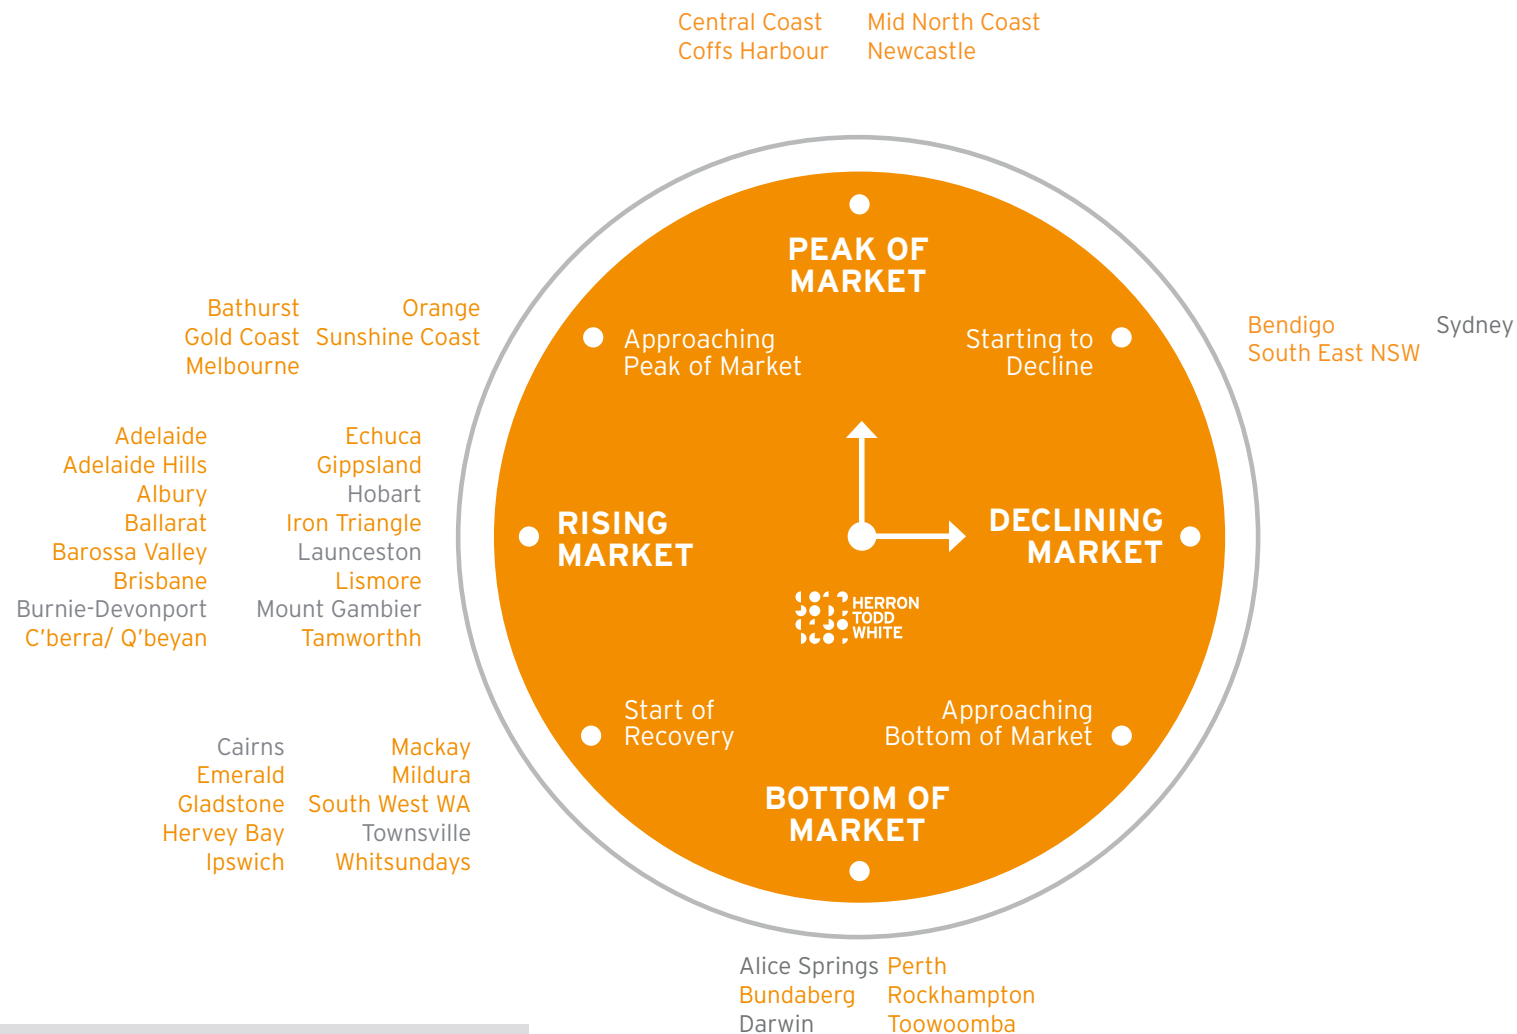 Central Coast Mid North Coast
Coffs Harbour Newcastle
PEAK OF
MARKET
Bathurst Orange
Gold Coast Sunshine Coast
Melbourne
Approaching
Peak of Market
Starting to
Decline
Bendigo Sydney
South East NSW
Adelaide Echuca
Adelaide Hills Gippsland
Albury Hobart
Ballarat Iron Triangle
Barossa Valley Launceston
Brisbane Lismore
Burnie-Devonport Mount Gambier
C'berra/ Q'beyan Tamworthh
RISING
MARKET
DECLINING
MARKET
HERRON
TODD
WHITE
Start of
Recovery
Approaching
Bottom of Market
Cairns Mackay
Emerald Mildura
Gladstone South West WA
Hervey Bay Townsville
Ipswich Whitsundays
BOTTOM OF
MARKET
Alice Springs Perth
Bundaberg Rockhampton
Darwin Toowoomba